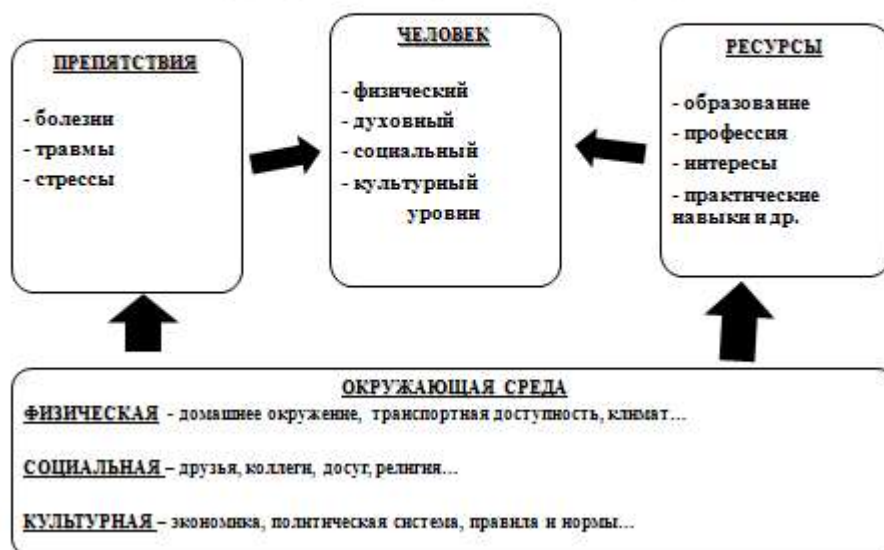 ПРЕПЯТСТВИЯ
- болезни
- травмы
- стрессы
ЧЕЛОВЕК
- физический
- духовный
- социальный
- культурный
уровни
РЕСУРСЫ
- образование
- профессия
- интересы
- практические
навыки и др.
ОКРУЖАЮЩАЯ СРЕДА
ФИЗИЧЕСКАЯ - домашнее окружение, транспортная доступность, климат…
СОЦИАЛЬНАЯ – друзья, коллеги, досуг, религия…
КУЛЬТУРНАЯ – экономика, политическая система, правила и нормы…